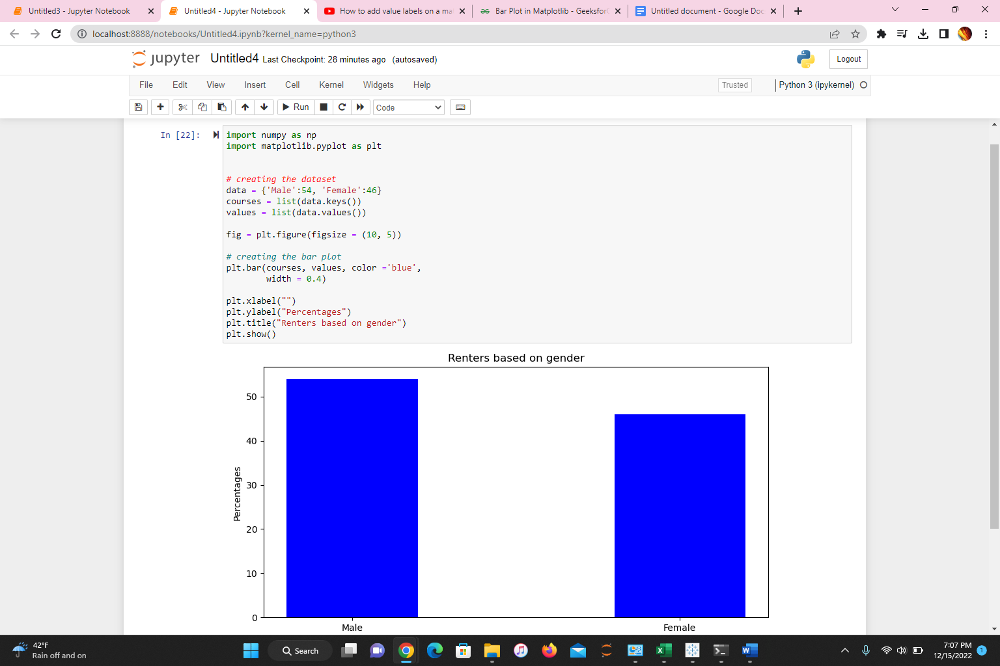 Untitled3 - Jupyter Notebook
Untitled4 - Jupyter Notebook
How to add value labels on a ma
Bar Plot in Matplotlib - Geeksfor
Untitled document - Google Doc
localhost:8888/notebooks/Untitled4.ipynb?kernel_name=python3
jupyter Untitled4 Last Checkpoint: 28 minutes ago (autosaved)
Logout
File Edit View Insert Cell Kernel Widgets Help
Trusted
Python 3 (ipykernel)
Run
Code
In [22]:
import numpy as np
import matplotlib.pyplot as plt
# creating the dataset
data = {'Male':54, 'Female':46}
courses = list(data.keys())
values = list(data.values())
fig = plt.figure(figsize = (10, 5))
# creating the bar plot
plt.bar(courses, values, color ='blue',
width = 0.4)
plt.xlabel("")
plt.ylabel("Percentages")
plt.title("Renters based on gender")
plt.show()
Renters based on gender
50
40
30
20
10
0
Percentages
Male Female
42°F
Rain off and on
Search
7:07 PM
12/15/2022
1